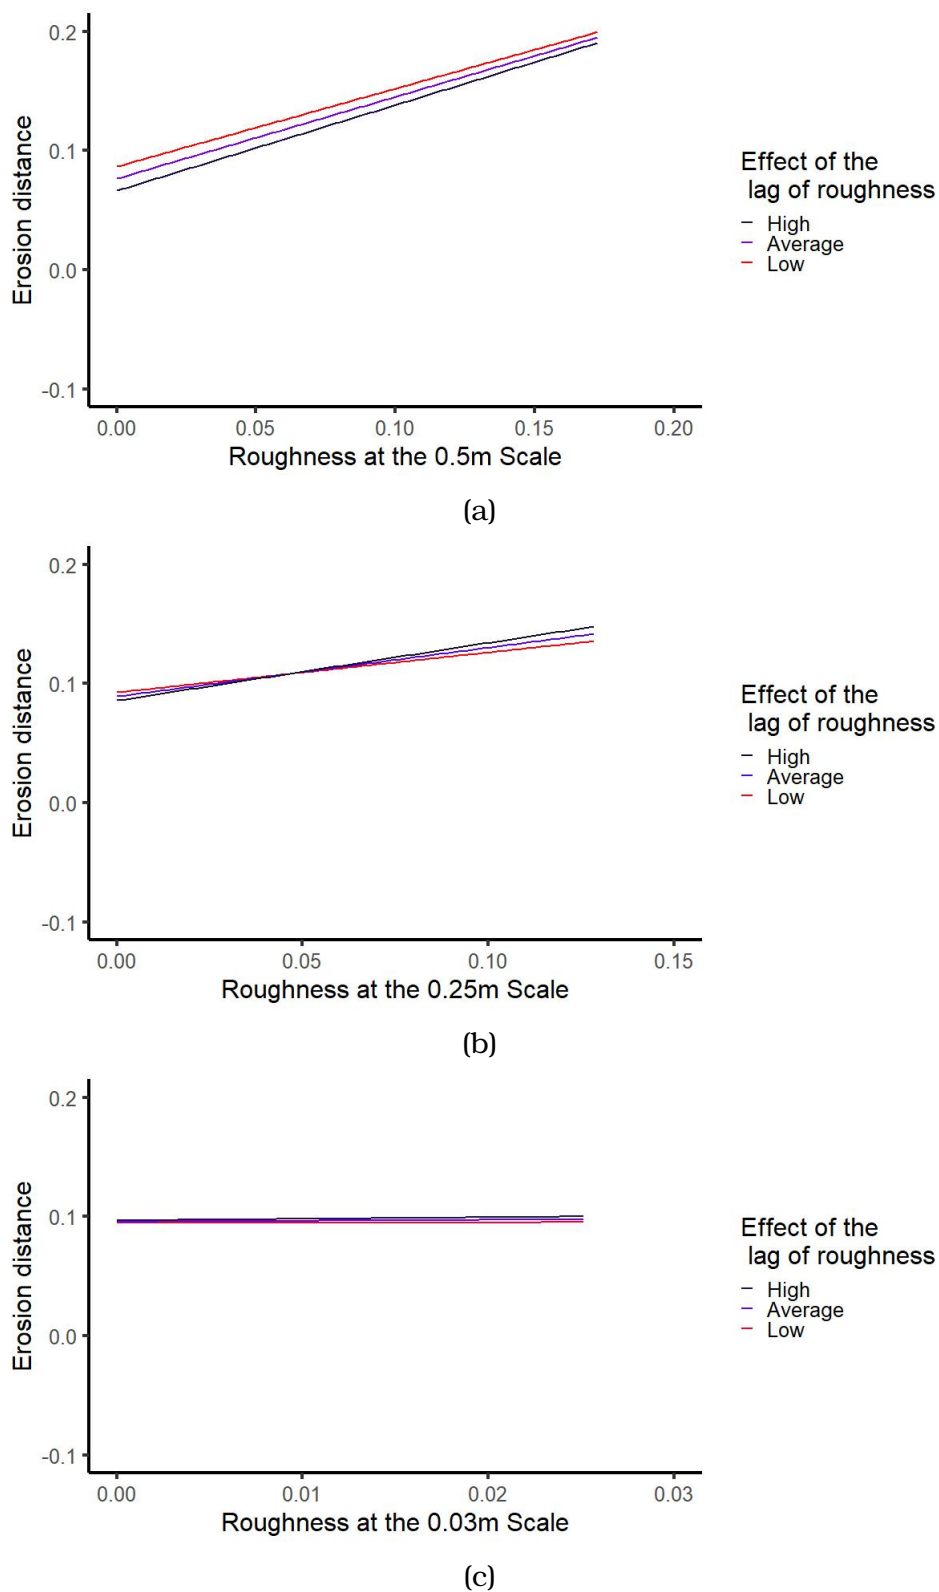 0.2
0.1
0.0
-0.1
Erosion distance
0.00 0.05 0.10 0.15 0.20
Roughness at the 0.5m Scale
Effect of the
lag of roughness
High
Average
Low
(a)
0.2
0.1
0.0
-0.1
Erosion distance
0.00 0.05 0.10 0.15
Roughness at the 0.25m Scale
Effect of the
lag of roughness
High
Average
Low
(b)
0.2
0.1
0.0
-0.1
Erosion distance
0.00 0.01 0.02 0.03
Roughness at the 0.03m Scale
Effect of the
lag of roughness
High
Average
Low
(c)